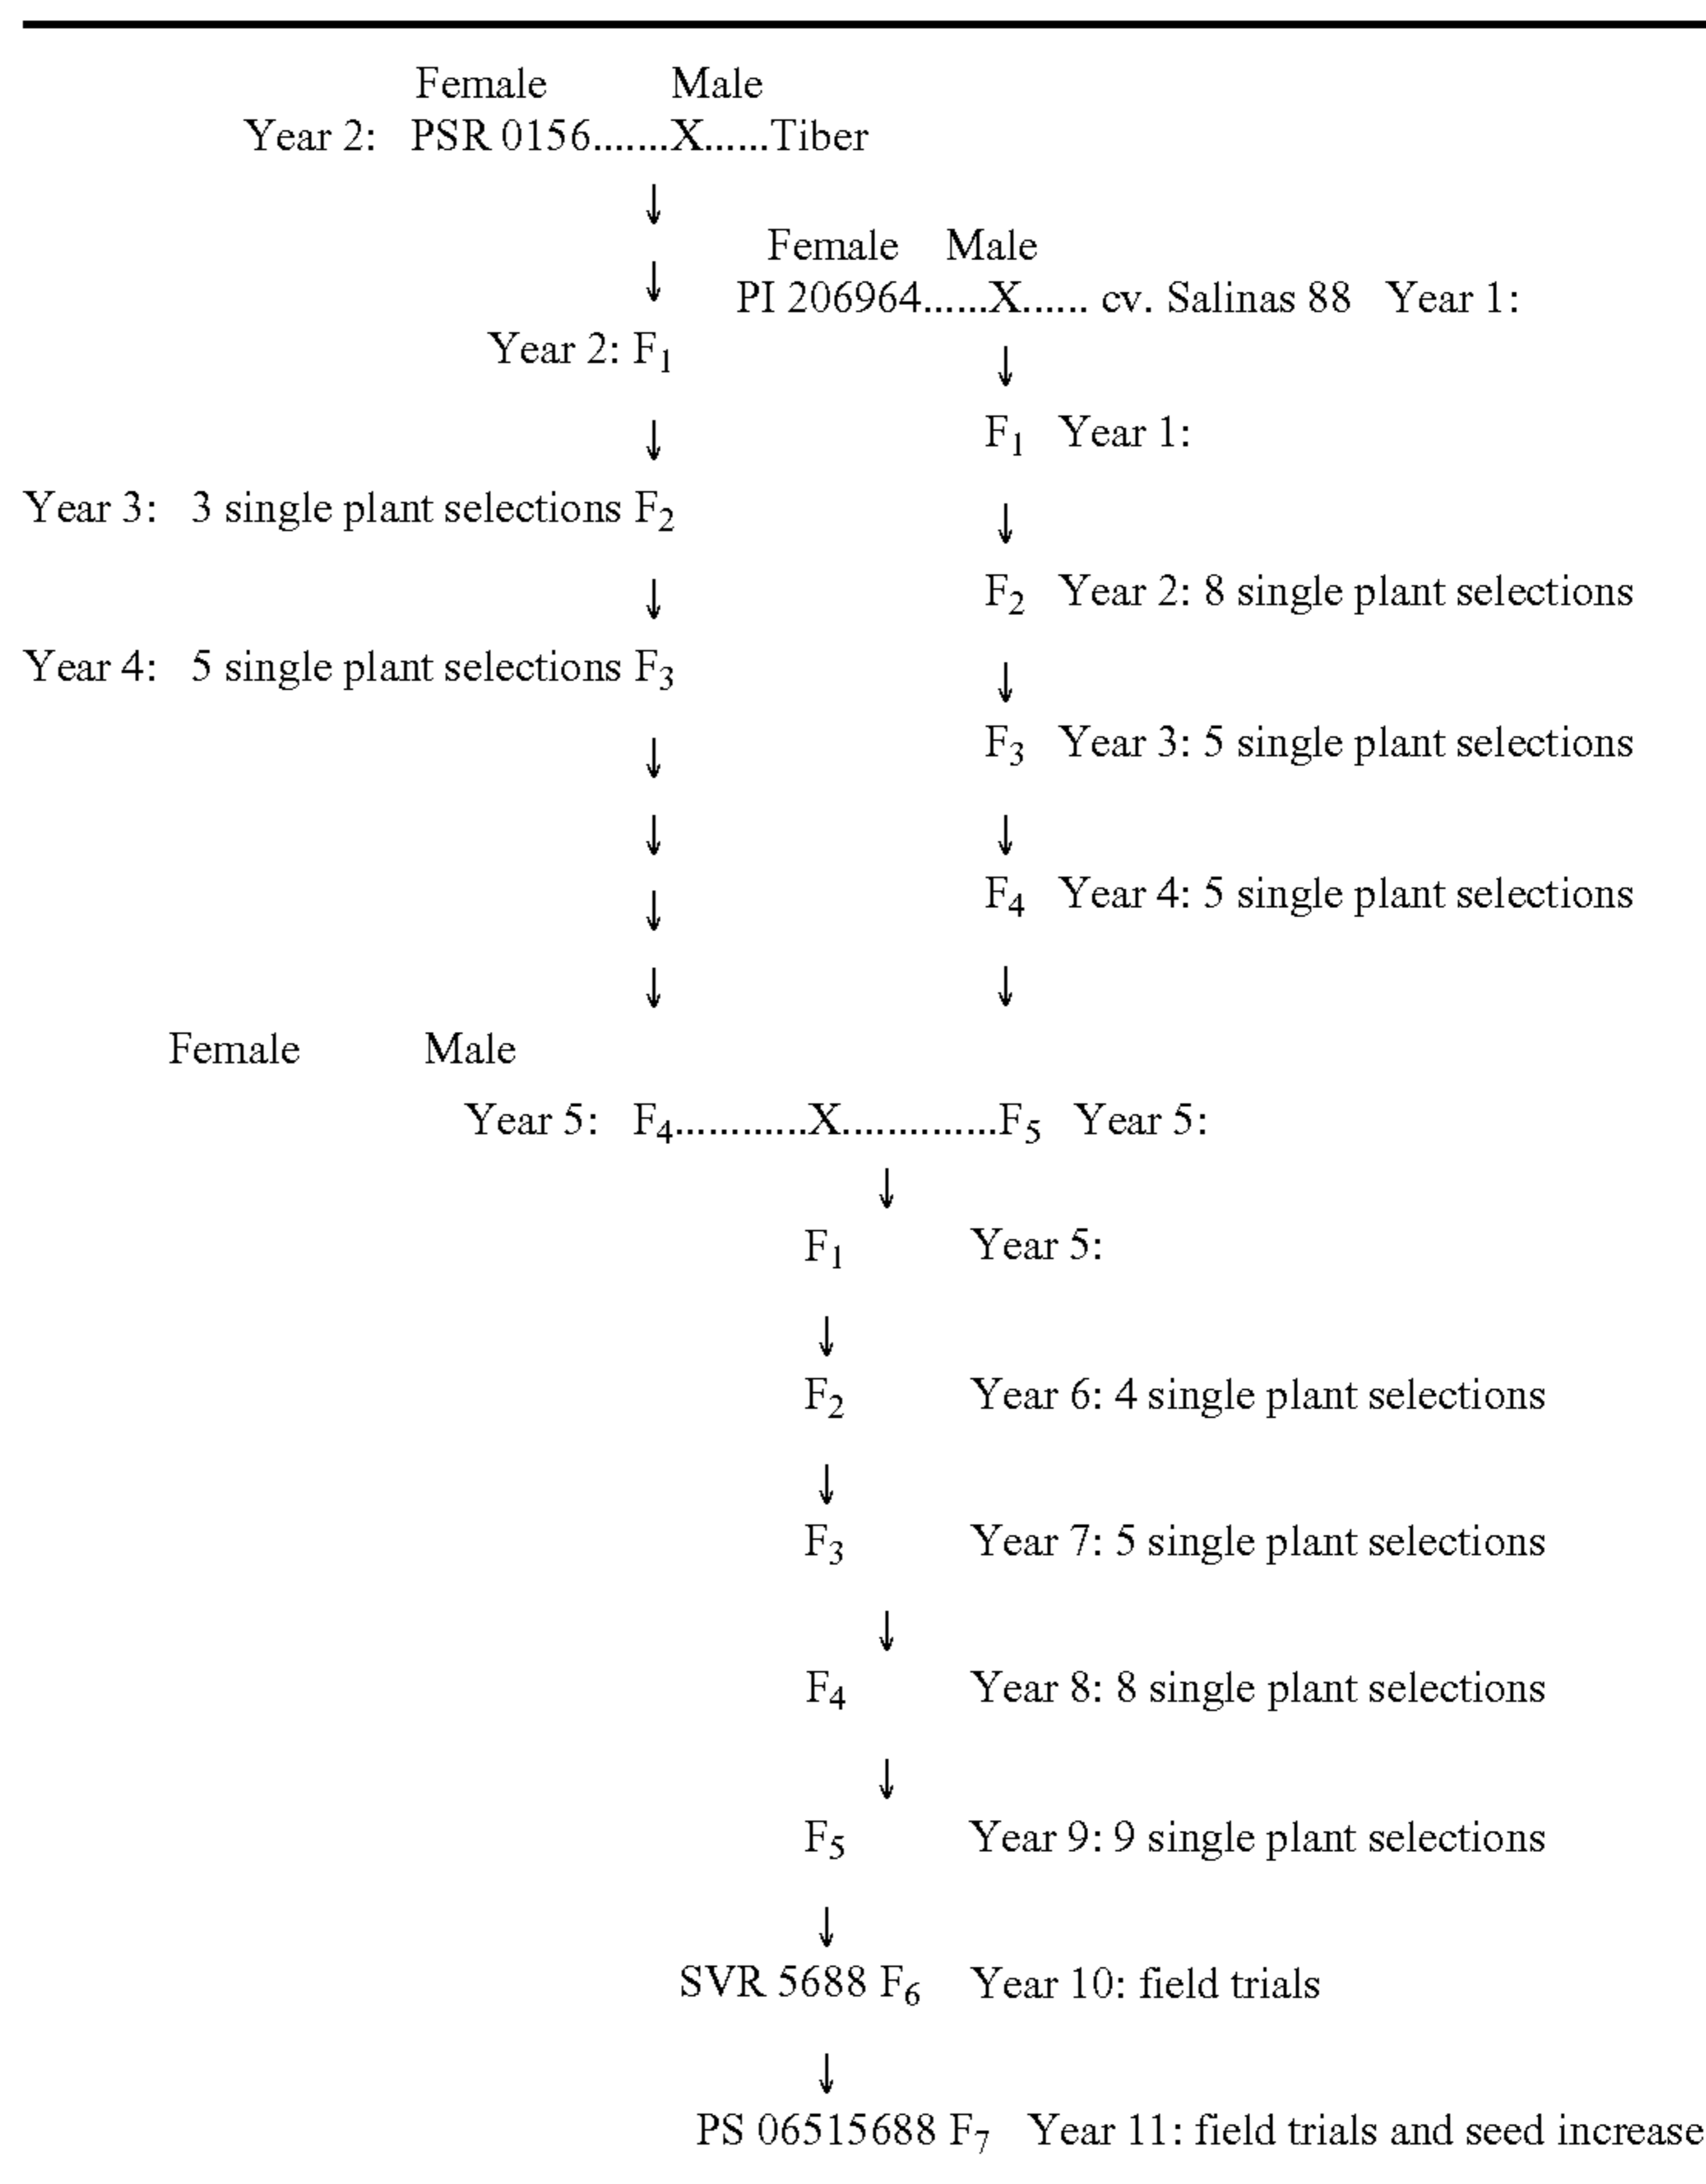 Female Male
Year 2: PSR 0156.......X......Tiber
↓
↓ Female Male
PI 206964......X...... cv. Salinas 88 Year 1:
Year 2: F₁ ↓
↓ F₁ Year 1:
Year 3: 3 single plant selections F₂ ↓
↓ F₂ Year 2: 8 single plant selections
Year 4: 5 single plant selections F₃ ↓
↓ F₃ Year 3: 5 single plant selections
↓ ↓
↓ F₄ Year 4: 5 single plant selections
↓ ↓
Female Male
Year 5: F₄............X..............F₅ Year 5:
↓
F₁ Year 5:
↓
F₂ Year 6: 4 single plant selections
↓
F₃ Year 7: 5 single plant selections
↓
F₄ Year 8: 8 single plant selections
↓
F₅ Year 9: 9 single plant selections
↓
SVR 5688 F₆ Year 10: field trials
↓
PS 06515688 F₇ Year 11: field trials and seed increase